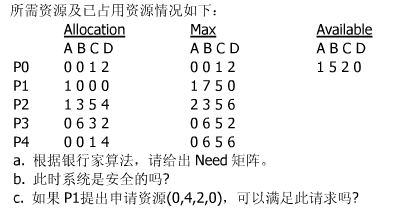 所需资源及已占用资源情况如下：
Allocation Max Available
A B C D A B C D A B C D
P0 0 0 1 2 0 0 1 2 1 5 2 0
P1 1 0 0 0 1 7 5 0
P2 1 3 5 4 2 3 5 6
P3 0 6 3 2 0 6 5 2
P4 0 0 1 4 0 6 5 6
a. 根据银行家算法，请给出 Need 矩阵。
b. 此时系统是安全的吗?
c. 如果 P1提出申请资源(0,4,2,0)，可以满足此请求吗?